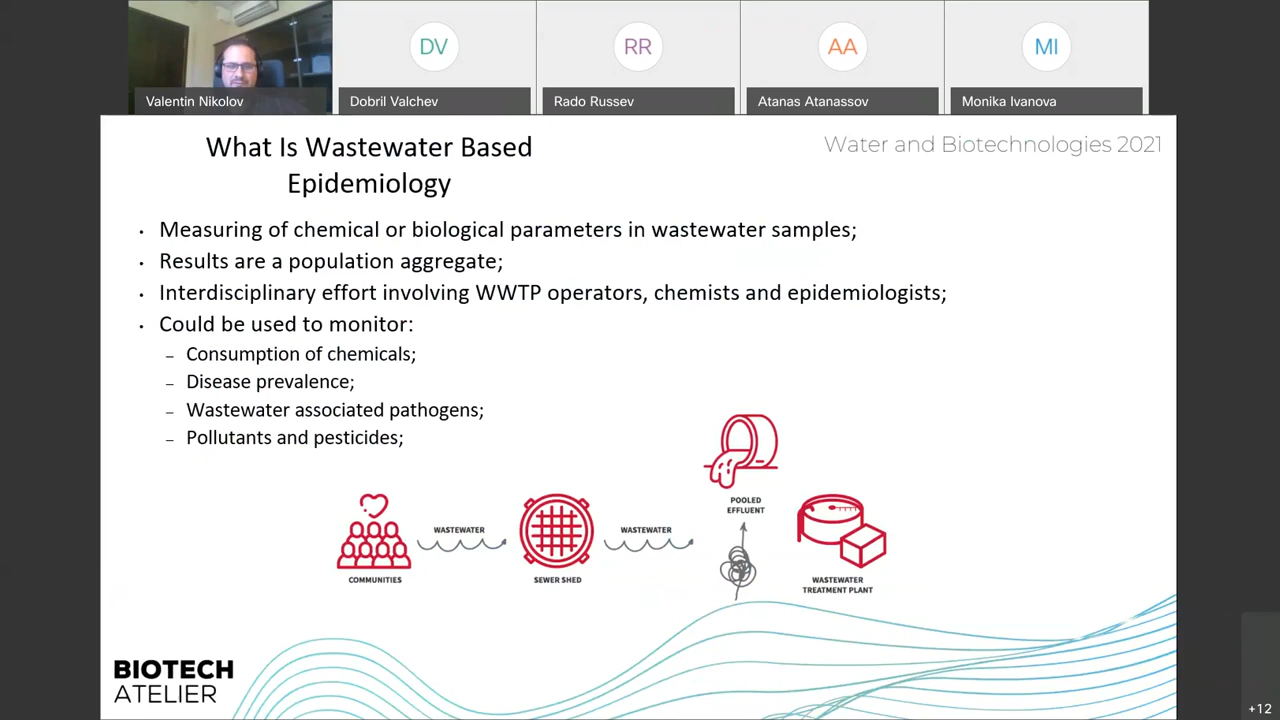 DV
RR
AA
MI
Valentin Nikolov
Dobril Valchev
Rado Russev
Atanas Atanassov
Monika Ivanova
What Is Wastewater Based
Epidemiology
Water and Biotechnologies 2021
• Measuring of chemical or biological parameters in wastewater samples;
• Results are a population aggregate;
• Interdisciplinary effort involving WWTP operators, chemists and epidemiologists;
• Could be used to monitor:
– Consumption of chemicals;
– Disease prevalence;
– Wastewater associated pathogens;
– Pollutants and pesticides;
COMMUNITIES
WASTEWATER
SEWER SHED
WASTEWATER
POOLED
EFFLUENT
WASTEWATER
TREATMENT PLANT
BIOTECH
ATELIER
+12